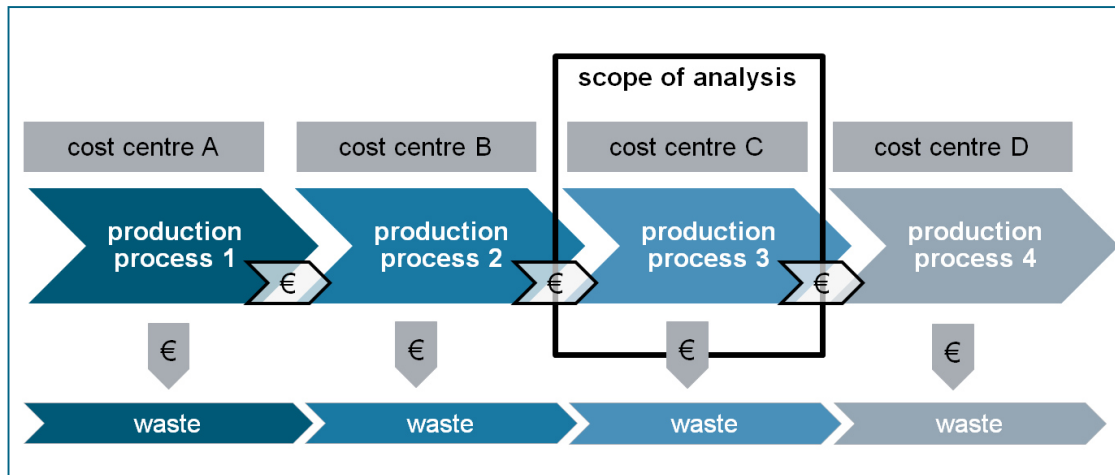 scope of analysis
cost centre A
cost centre B
cost centre C
cost centre D
production
process 1
production
process 2
production
process 3
production
process 4
€
€
€
€
€
€
€
waste
waste
waste
waste